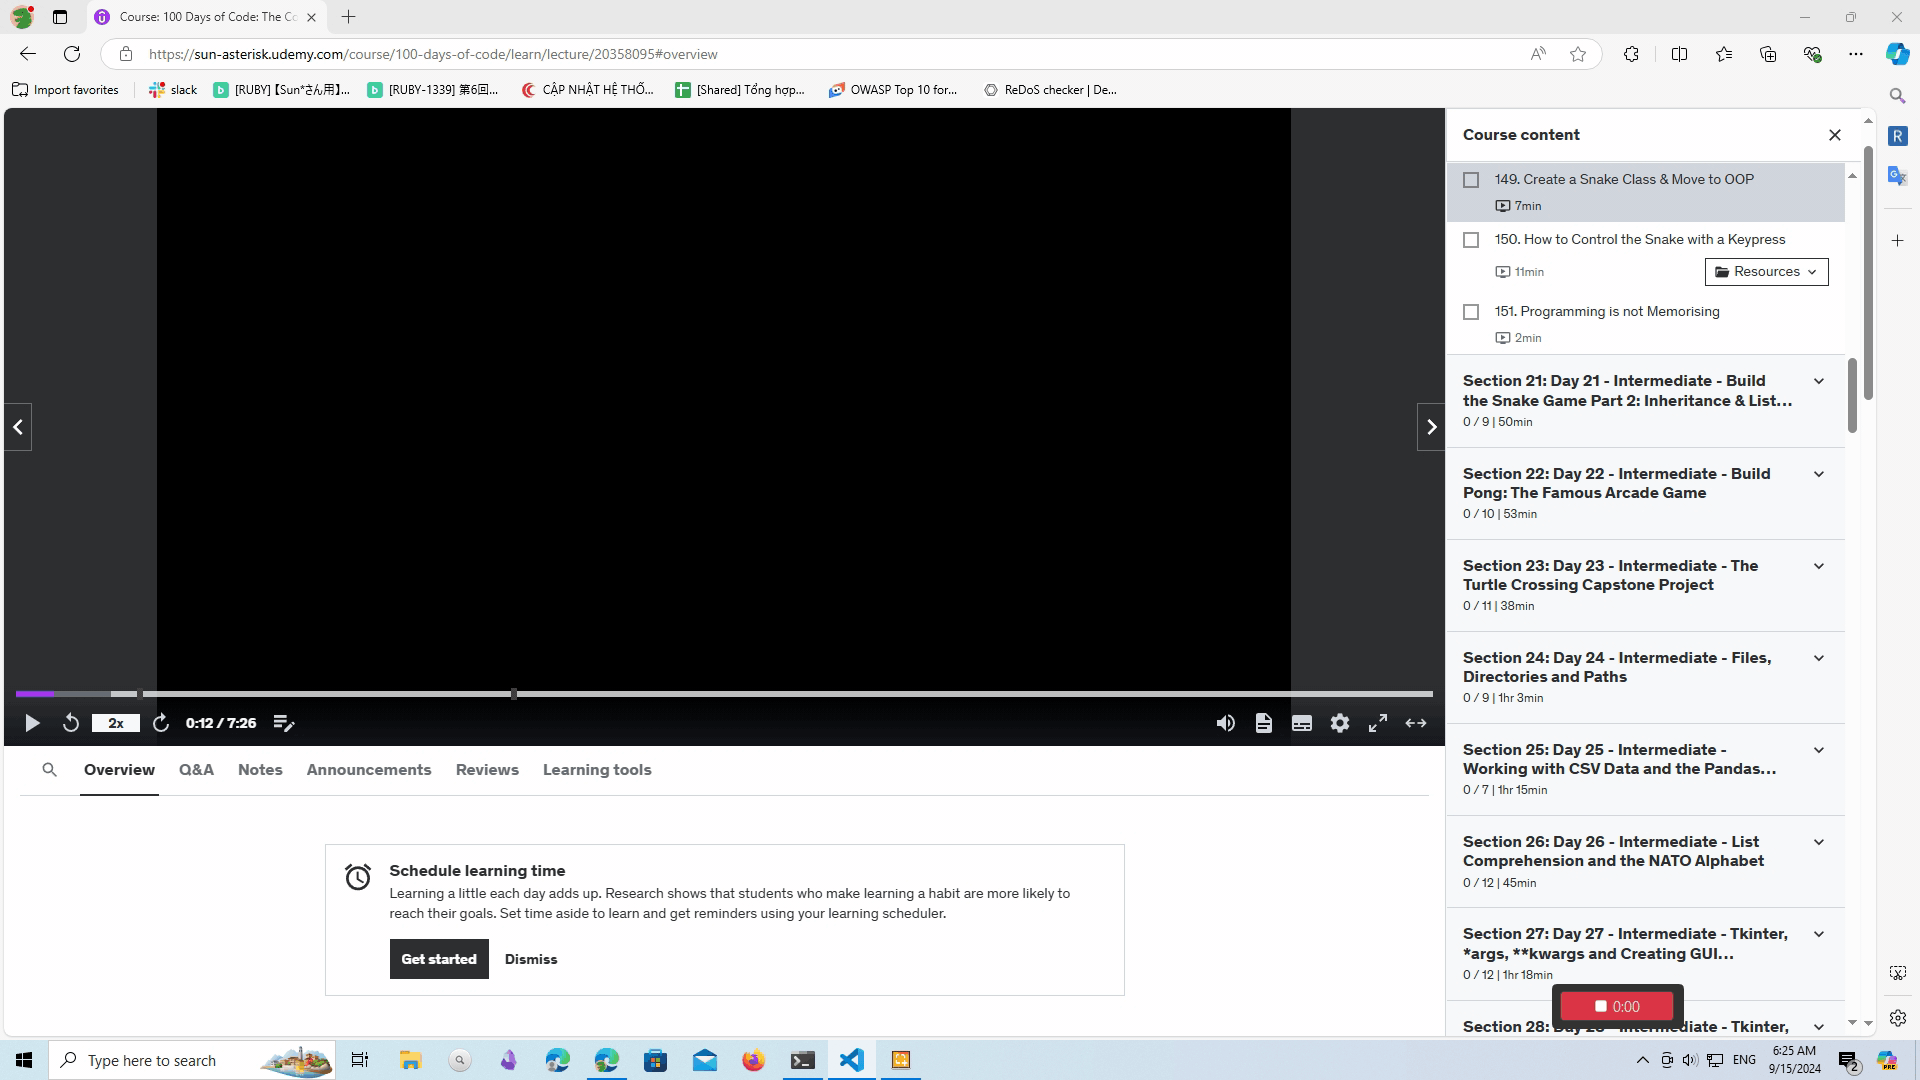 Course: 100 Days of Code: The Co
https://sun-asterisk.udemy.com/course/100-days-of-code/learn/lecture/20358095#overview
Import favorites
slack
[RUBY]【Sun*さん用】...
[RUBY-1339] 第6回...
CẬP NHẬT HỆ THỐ...
[Shared] Tổng hợp...
OWASP Top 10 for...
ReDoS checker | De...
0:12 / 7:26
2x
Overview
Q&A
Notes
Announcements
Reviews
Learning tools
Schedule learning time
Learning a little each day adds up. Research shows that students who make learning a habit are more likely to
reach their goals. Set time aside to learn and get reminders using your learning scheduler.
Get started
Dismiss
Course content
149. Create a Snake Class & Move to OOP
7min
150. How to Control the Snake with a Keypress
11min
Resources
151. Programming is not Memorising
2min
Section 21: Day 21 - Intermediate - Build
the Snake Game Part 2: Inheritance & List...
0 / 9 | 50min
Section 22: Day 22 - Intermediate - Build
Pong: The Famous Arcade Game
0 / 10 | 53min
Section 23: Day 23 - Intermediate - The
Turtle Crossing Capstone Project
0 / 11 | 38min
Section 24: Day 24 - Intermediate - Files,
Directories and Paths
0 / 9 | 1hr 3min
Section 25: Day 25 - Intermediate -
Working with CSV Data and the Pandas...
0 / 7 | 1hr 15min
Section 26: Day 26 - Intermediate - List
Comprehension and the NATO Alphabet
0 / 12 | 45min
Section 27: Day 27 - Intermediate - Tkinter,
*args, **kwargs and Creating GUI...
0 / 12 | 1hr 18min
0:00
Section 28: Tkinter,
Type here to search
ENG
6:25 AM
9/15/2024
2